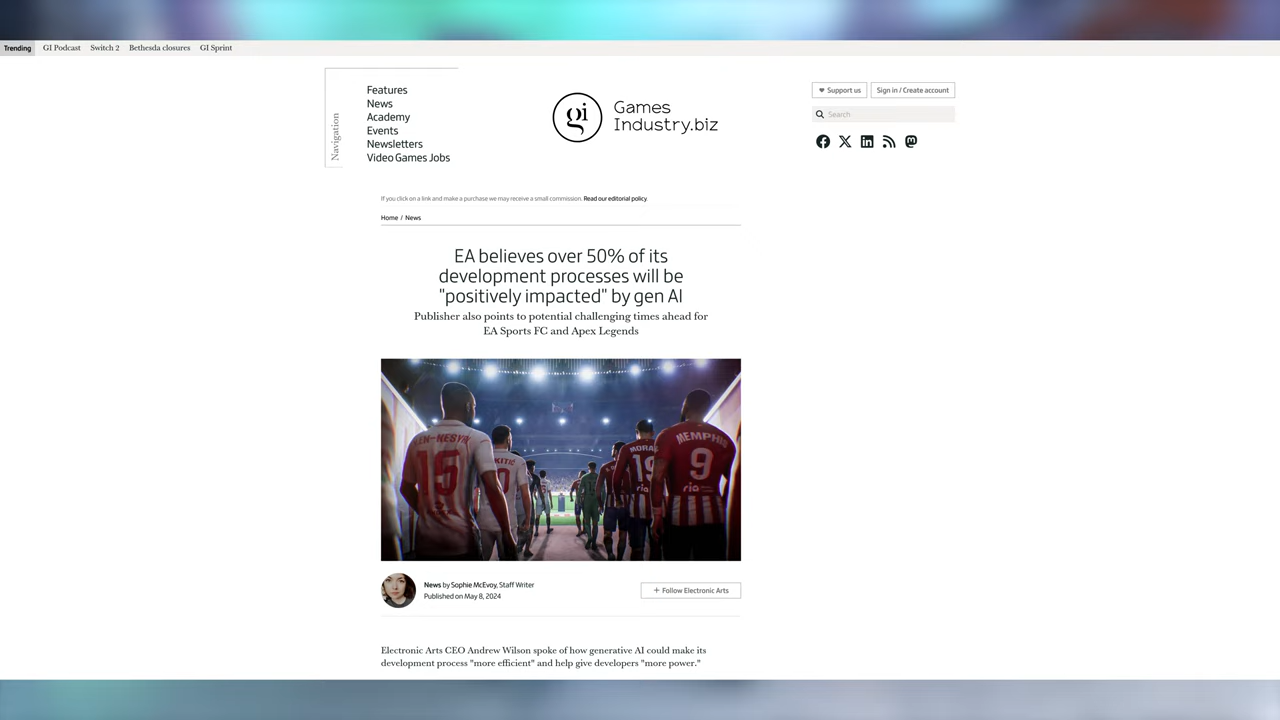 Trending GI Podcast Switch 2 Bethesda closures GI Sprint
Navigation
Features
News
Academy
Events
Newsletters
Video Games Jobs
gi
Games
Industry.biz
Support us
Sign in / Create account
Search
If you click on a link and make a purchase we may receive a small commission. Read our editorial policy.
Home / News
EA believes over 50% of its
development processes will be
"positively impacted" by gen AI
Publisher also points to potential challenging times ahead for
EA Sports FC and Apex Legends
15
MEMPHIS
19
9
ria
ria
News by Sophie McEvoy, Staff Writer
Published on May 8, 2024
+ Follow Electronic Arts
Electronic Arts CEO Andrew Wilson spoke of how generative AI could make its
development process "more efficient" and help give developers "more power."